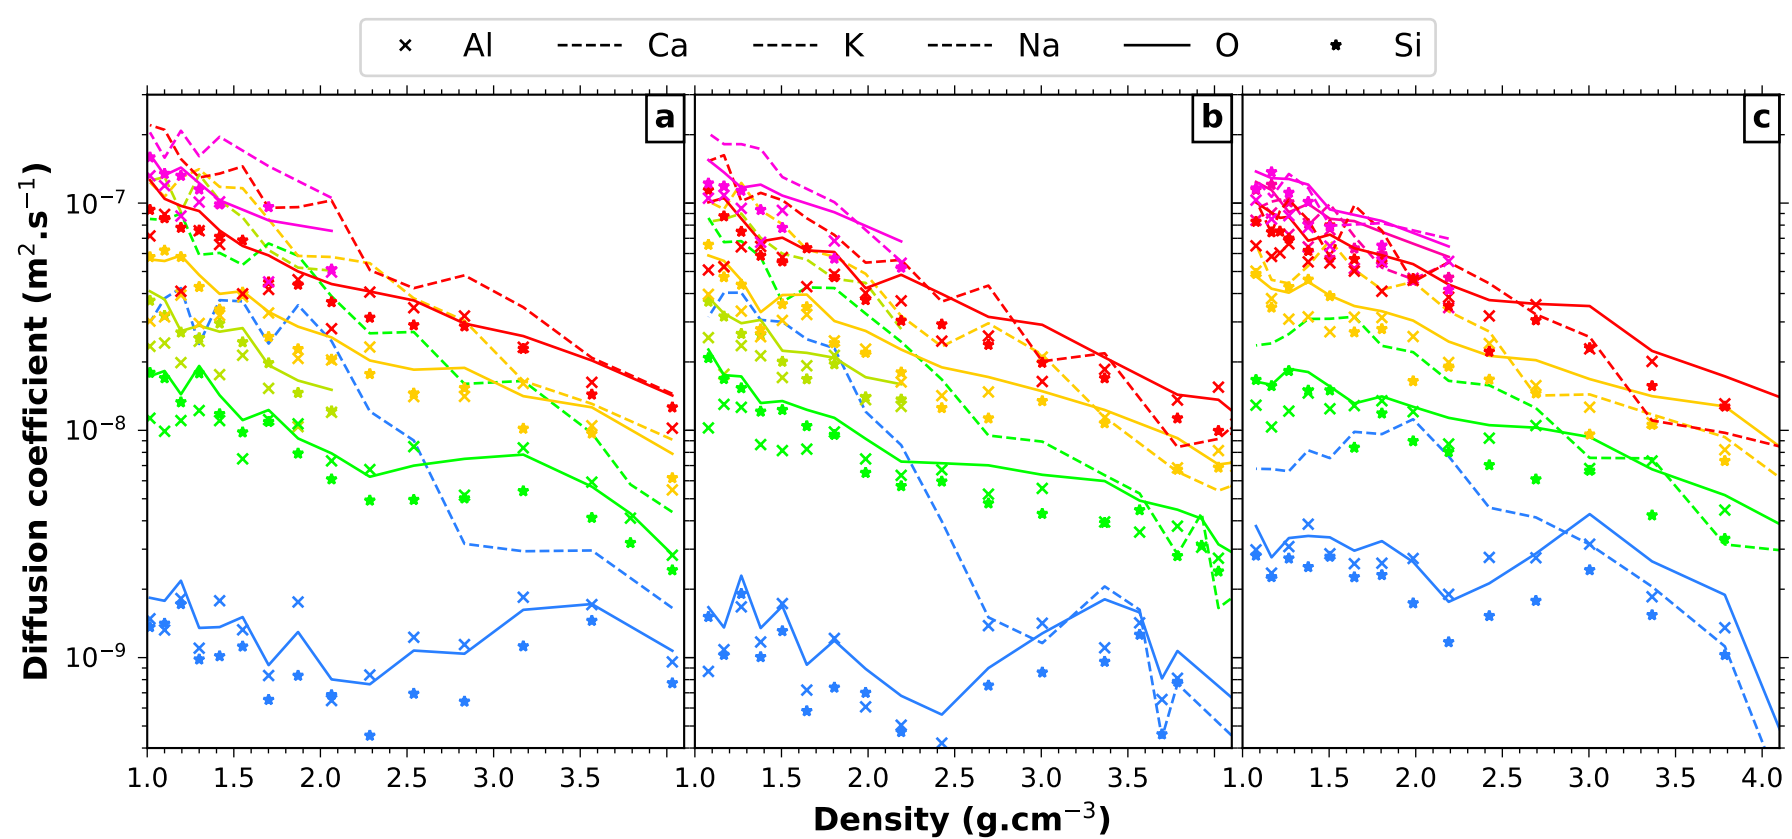 Al Ca K Na O Si
a b c
Diffusion coefficient (m².s⁻¹)
10⁻⁷
10⁻⁸
10⁻⁹
1.0 1.5 2.0 2.5 3.0 3.5 1.0 1.5 2.0 2.5 3.0 3.5 1.0 1.5 2.0 2.5 3.0 3.5 4.0
Density (g.cm⁻³)